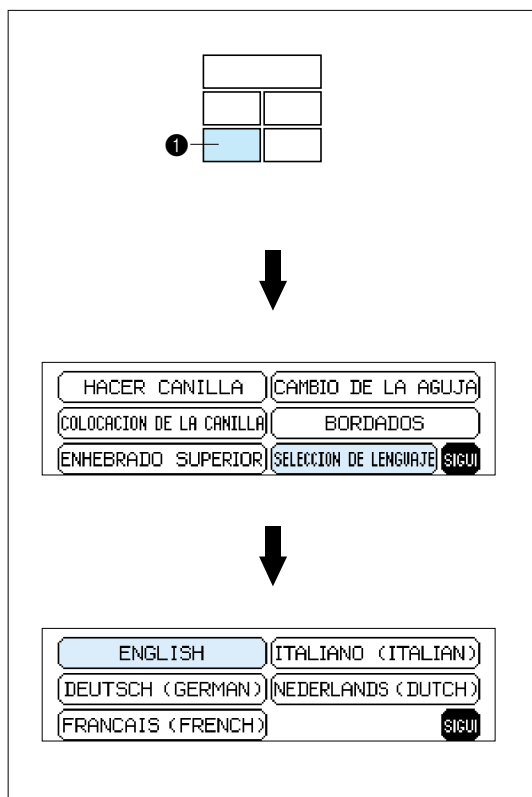 1
HACER CANILLA CAMBIO DE LA AGUJA
COLOCACION DE LA CANILLA BORDADOS
ENHEBRADO SUPERIOR SELECCION DE LENGUAJE SIGUI
ENGLISH ITALIANO (ITALIAN)
DEUTSCH (GERMAN) NEDERLANDS (DUTCH)
FRANCAIS (FRENCH) SIGUI